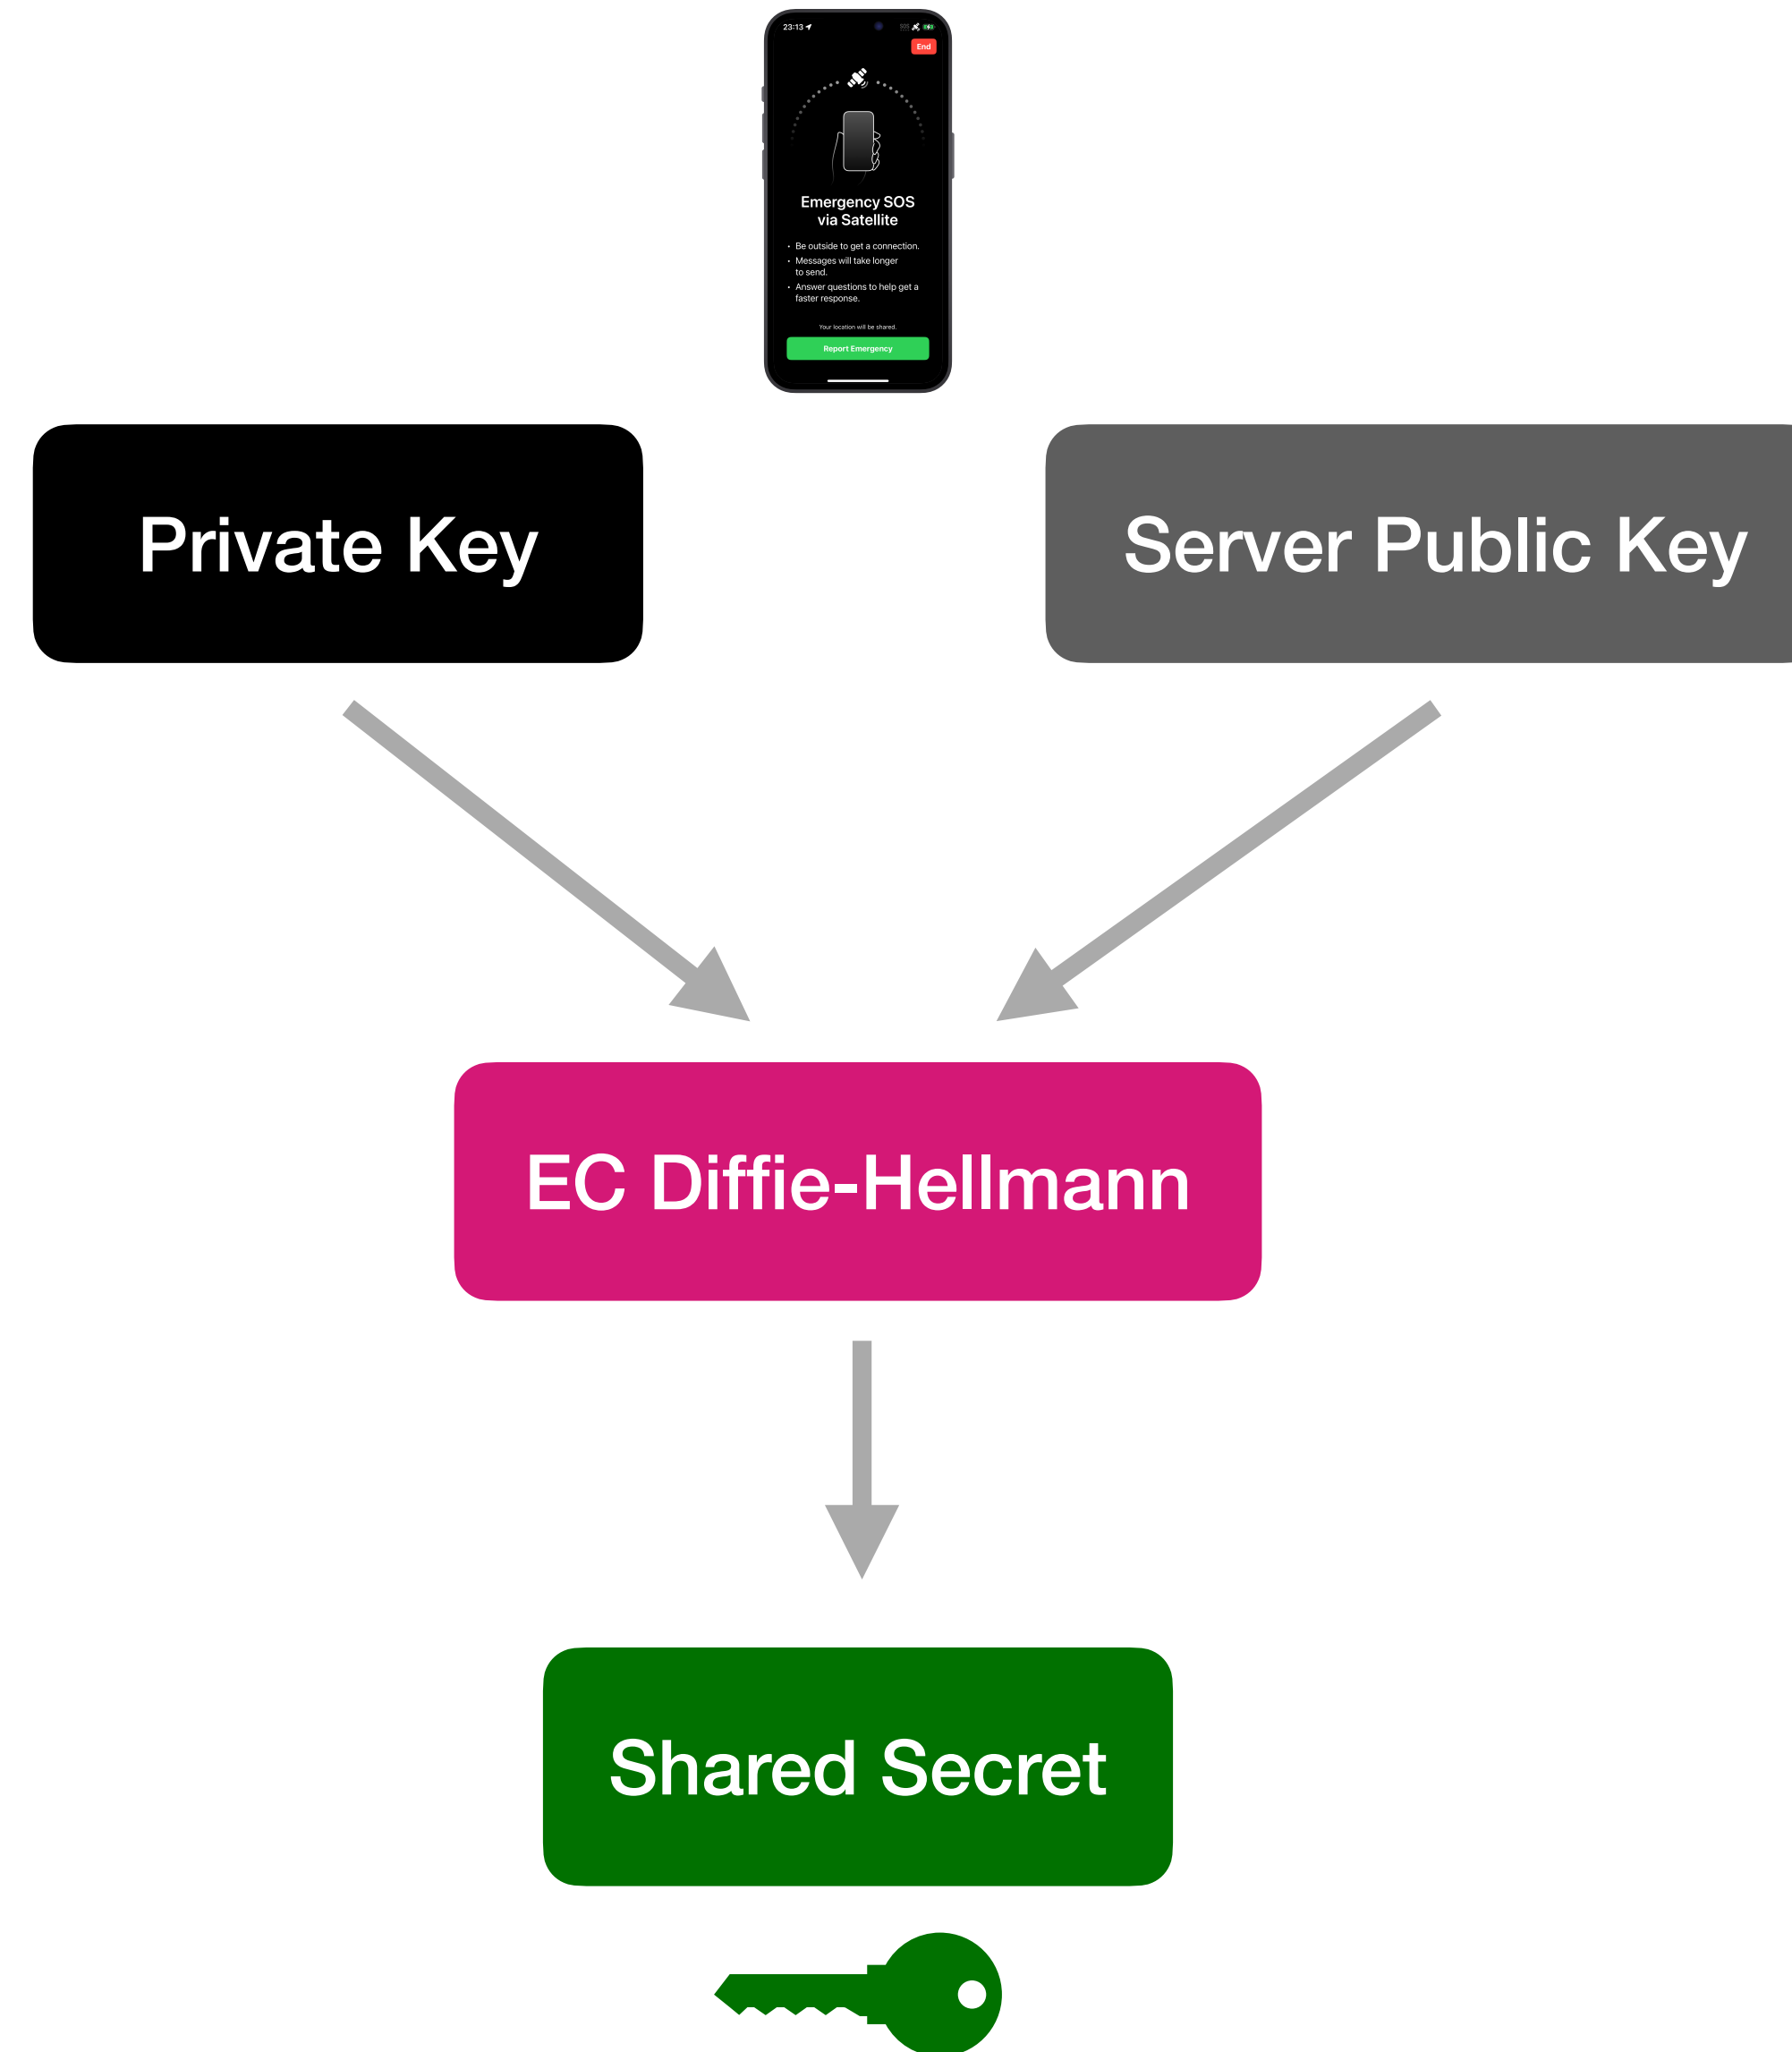 23:13
SOS
End
Emergency SOS
via Satellite
• Be outside to get a connection.
• Messages will take longer
to send.
• Answer questions to help get a
faster response.
Your location will be shared.
Report Emergency
Private Key
Server Public Key
EC Diffie-Hellmann
Shared Secret